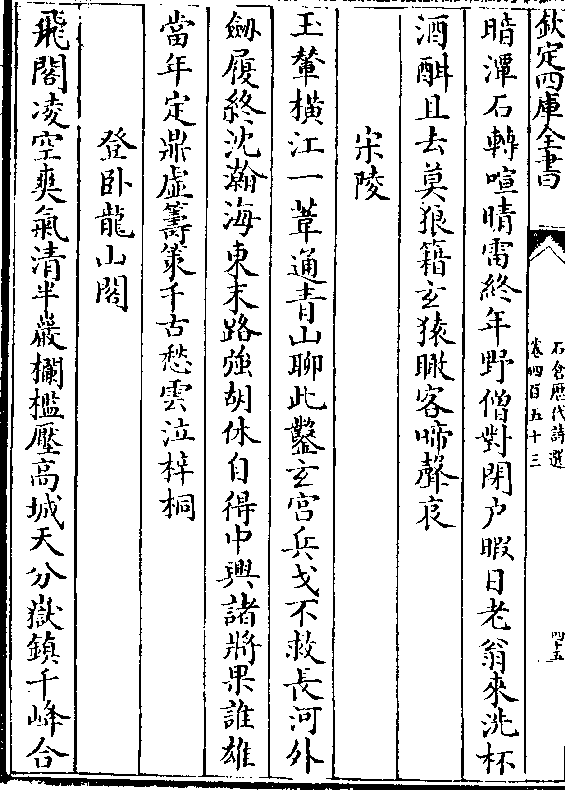 欽定四庫全書
石倉歷代詩選
卷四百五十三
四十五
暗潭石轉喧晴雷終年野僧對閉户暇日老翁來洗杯
酒酣且去莫狼籍玄猿瞰客啼聲哀
宋陵
玉輦橫江一葦通青山聊此鑿玄宫兵戈不救長河外
劒履終沈瀚海東末路強胡休自得中興諸將果誰雄
當年定鼎虛籌策千古愁雲泣梓桐
登卧龍山閣
飛閣凌空爽氣清半巖欄檻壓高城天分嶽鎮千峰合